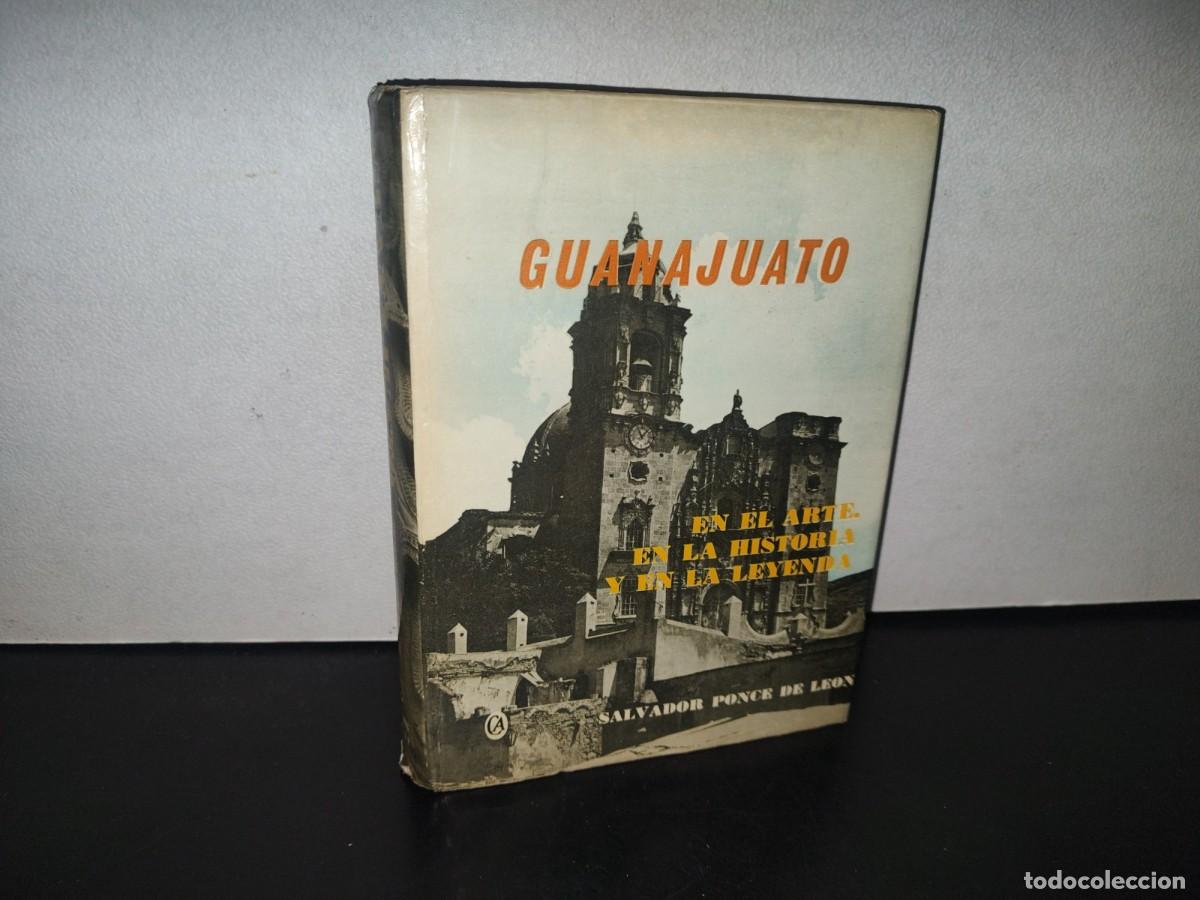 GUANAJUATO
EN EL ARTE.
EN LA HISTORIA
Y EN LA LEYENDA
SALVADOR PONCE DE LEON
CA
todocoleccion